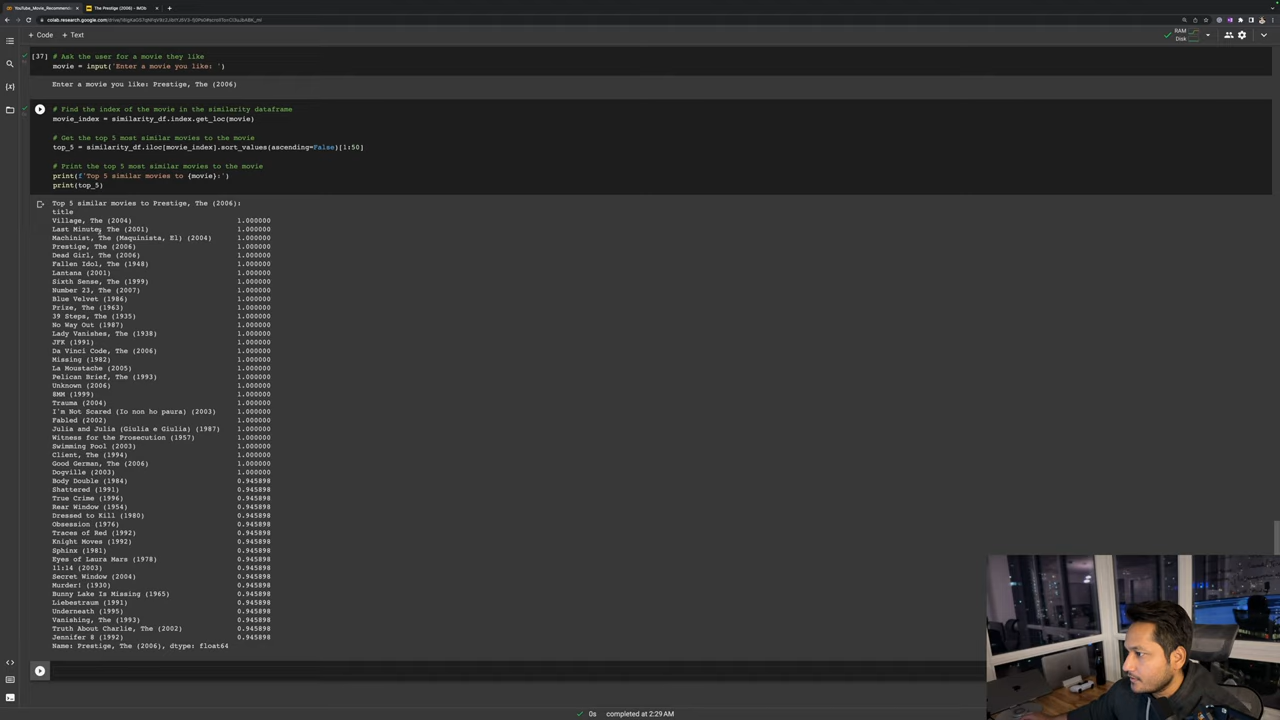 The Prestige (2006) - IMDb
+ Code + Text
RAM
Disk
[37] # Ask the user for a movie they like
movie = input('Enter a movie you like: ')
Enter a movie you like: Prestige, The (2006)
# Find the index of the movie in the similarity dataframe
movie_index = similarity_df.index.get_loc(movie)
# Get the top 5 most similar movies to the movie
top_5 = similarity_df.iloc[movie_index].sort_values(ascending=False)[1:50]
# Print the top 5 most similar movies to the movie
print(f'Top 5 similar movies to {movie}:')
print(top_5)
Top 5 similar movies to Prestige, The (2006):
title
Village, The (2004) 1.000000
Last Minute, The (2001) 1.000000
Machinist, The (Maquinista, El) (2004) 1.000000
Prestige, The (2006) 1.000000
Dead Girl, The (2006) 1.000000
Fallen Idol, The (1948) 1.000000
Lantana (2001) 1.000000
Sixth Sense, The (1999) 1.000000
Number 23, The (2007) 1.000000
Blue Velvet (1986) 1.000000
Prize, The (1963) 1.000000
39 Steps, The (1935) 1.000000
No Way Out (1987) 1.000000
Lady Vanishes, The (1938) 1.000000
JFK (1991) 1.000000
Da Vinci Code, The (2006) 1.000000
Missing (1982) 1.000000
La Moustache (2005) 1.000000
Pelican Brief, The (1993) 1.000000
Unknown (2006) 1.000000
8MM (1999) 1.000000
Trauma (2004) 1.000000
I'm Not Scared (Io non ho paura) (2003) 1.000000
Fabled (2002) 1.000000
Julia and Julia (Giulia e Giulia) (1987) 1.000000
Witness for the Prosecution (1957) 1.000000
Swimming Pool (2003) 1.000000
Client, The (1994) 1.000000
Good German, The (2006) 1.000000
Dogville (2003) 1.000000
Body Double (1984) 0.945898
Shattered (1991) 0.945898
True Crime (1996) 0.945898
Rear Window (1954) 0.945898
Dressed to Kill (1980) 0.945898
Obsession (1976) 0.945898
Traces of Red (1992) 0.945898
Knight Moves (1992) 0.945898
Sphinx (1981) 0.945898
Eyes of Laura Mars (1978) 0.945898
11:14 (2003) 0.945898
Secret Window (2004) 0.945898
Murder! (1930) 0.945898
Bunny Lake Is Missing (1965) 0.945898
Liebestraum (1991) 0.945898
Underneath (1995) 0.945898
Vanishing, The (1993) 0.945898
Truth About Charlie, The (2002) 0.945898
Jennifer 8 (1992) 0.945898
Name: Prestige, The (2006), dtype: float64
0s completed at 2:29 AM